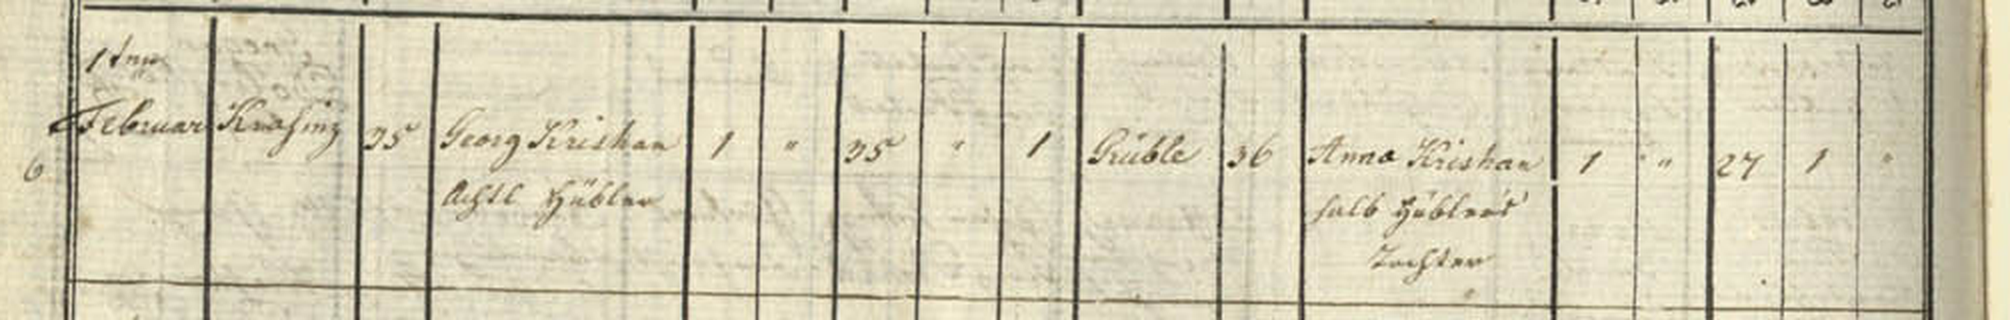 1ten
Februar Krasinz 35 Georg Krishan 1 " 35 " 1 Grüble 36 Anna Krishan 1 " 27 1 "
6 Achtl Hübler halb Hüblers
Tochter